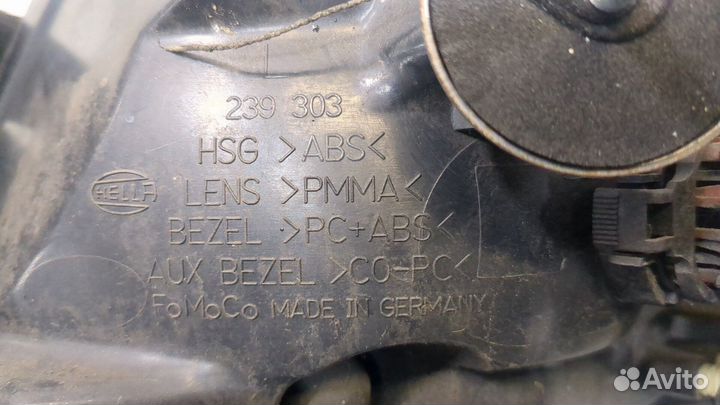 239 303
HSG >ABS<
HELLA
LENS >PMMA<
BEZEL >PC+ABS<
AUX BEZEL >CO-PC<
FoMoCo MADE IN GERMANY
Avito